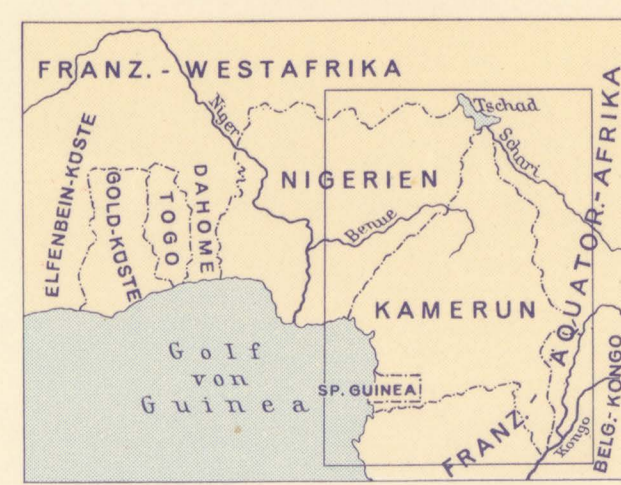 FRANZ.-WESTAFRIKA
Niger
Tschad
Schari
ELFENBEIN-KÜSTE
GOLD-KÜSTE
TOGO
DAHOME
NIGERIEN
Benue
KAMERUN
Golf
von
Guinea
SP. GUINEA
FRANZ.-ÄQUATOR.-AFRIKA
Kongo
BELG.-KONGO